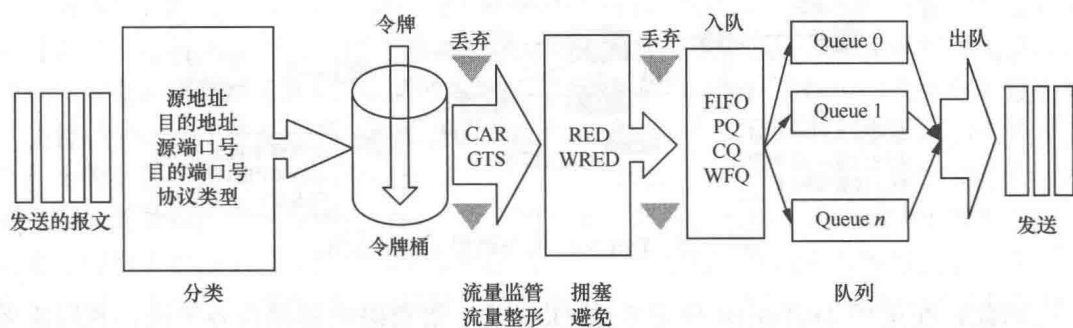 发送的报文
源地址
目的地址
源端口号
目的端口号
协议类型
分类
令牌
令牌桶
丢弃
CAR
GTS
流量监管
流量整形
RED
WRED
拥塞
避免
丢弃
入队
FIFO
PQ
CQ
WFQ
Queue 0
Queue 1
Queue n
队列
出队
发送